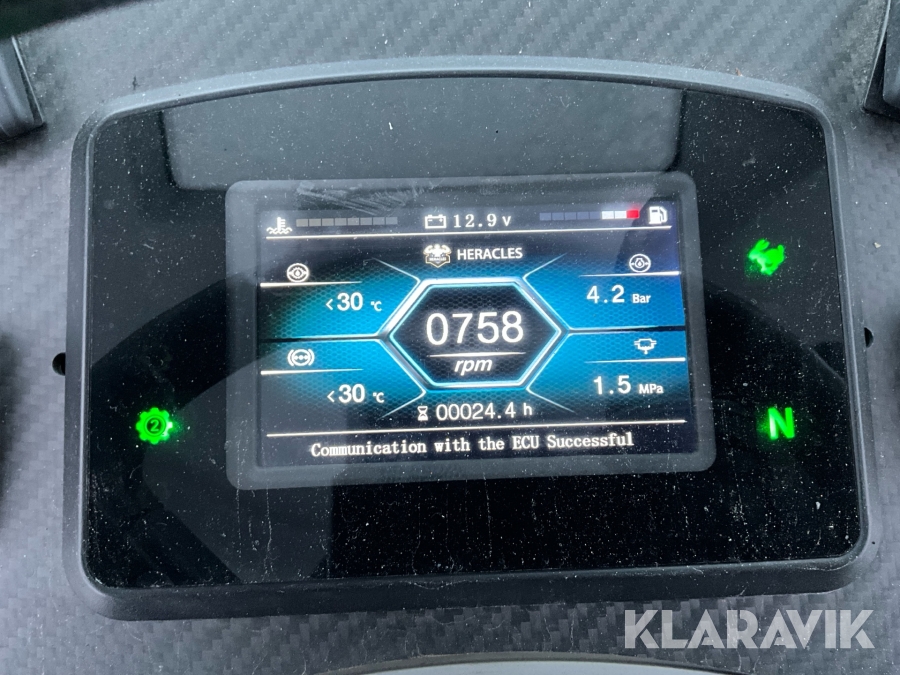 12.9 V
HERACLES
<30 ℃
4.2 Bar
0758
rpm
<30 ℃
1.5 MPa
00024.4 h
Communication with the ECU Successful
2
N
KLARAVIK